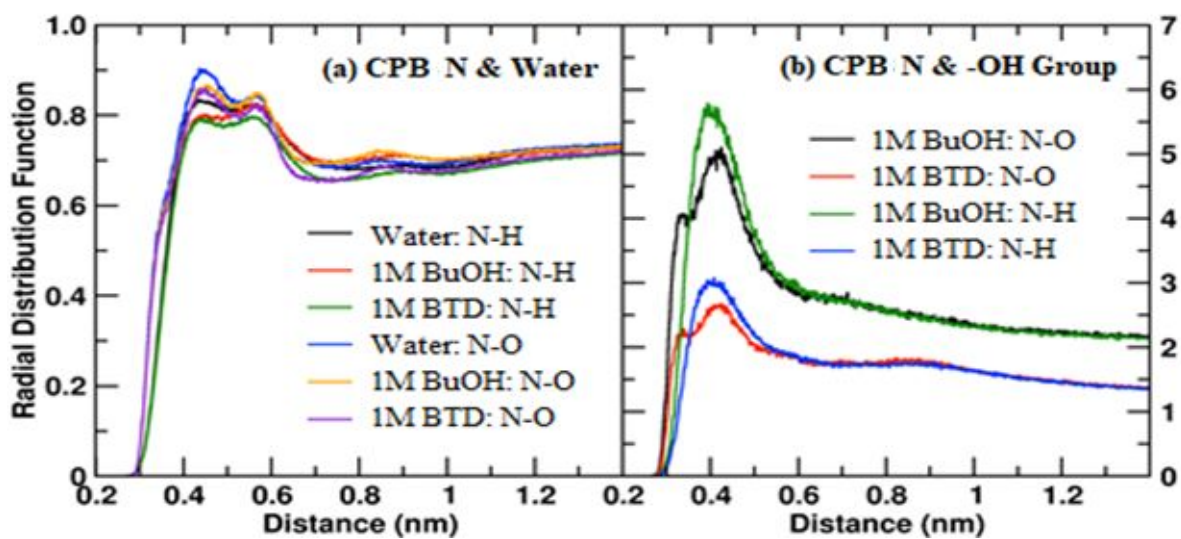 1.0
0.8
0.6
0.4
0.2
0
Radial Distribution Function
(a) CPB N & Water
Water: N-H
1M BuOH: N-H
1M BTD: N-H
Water: N-O
1M BuOH: N-O
1M BTD: N-O
0.2 0.4 0.6 0.8 1 1.2 0.2
Distance (nm)
(b) CPB N & -OH Group
1M BuOH: N-O
1M BTD: N-O
1M BuOH: N-H
1M BTD: N-H
0.4 0.6 0.8 1 1.2
Distance (nm)
7
6
5
4
3
2
1
0